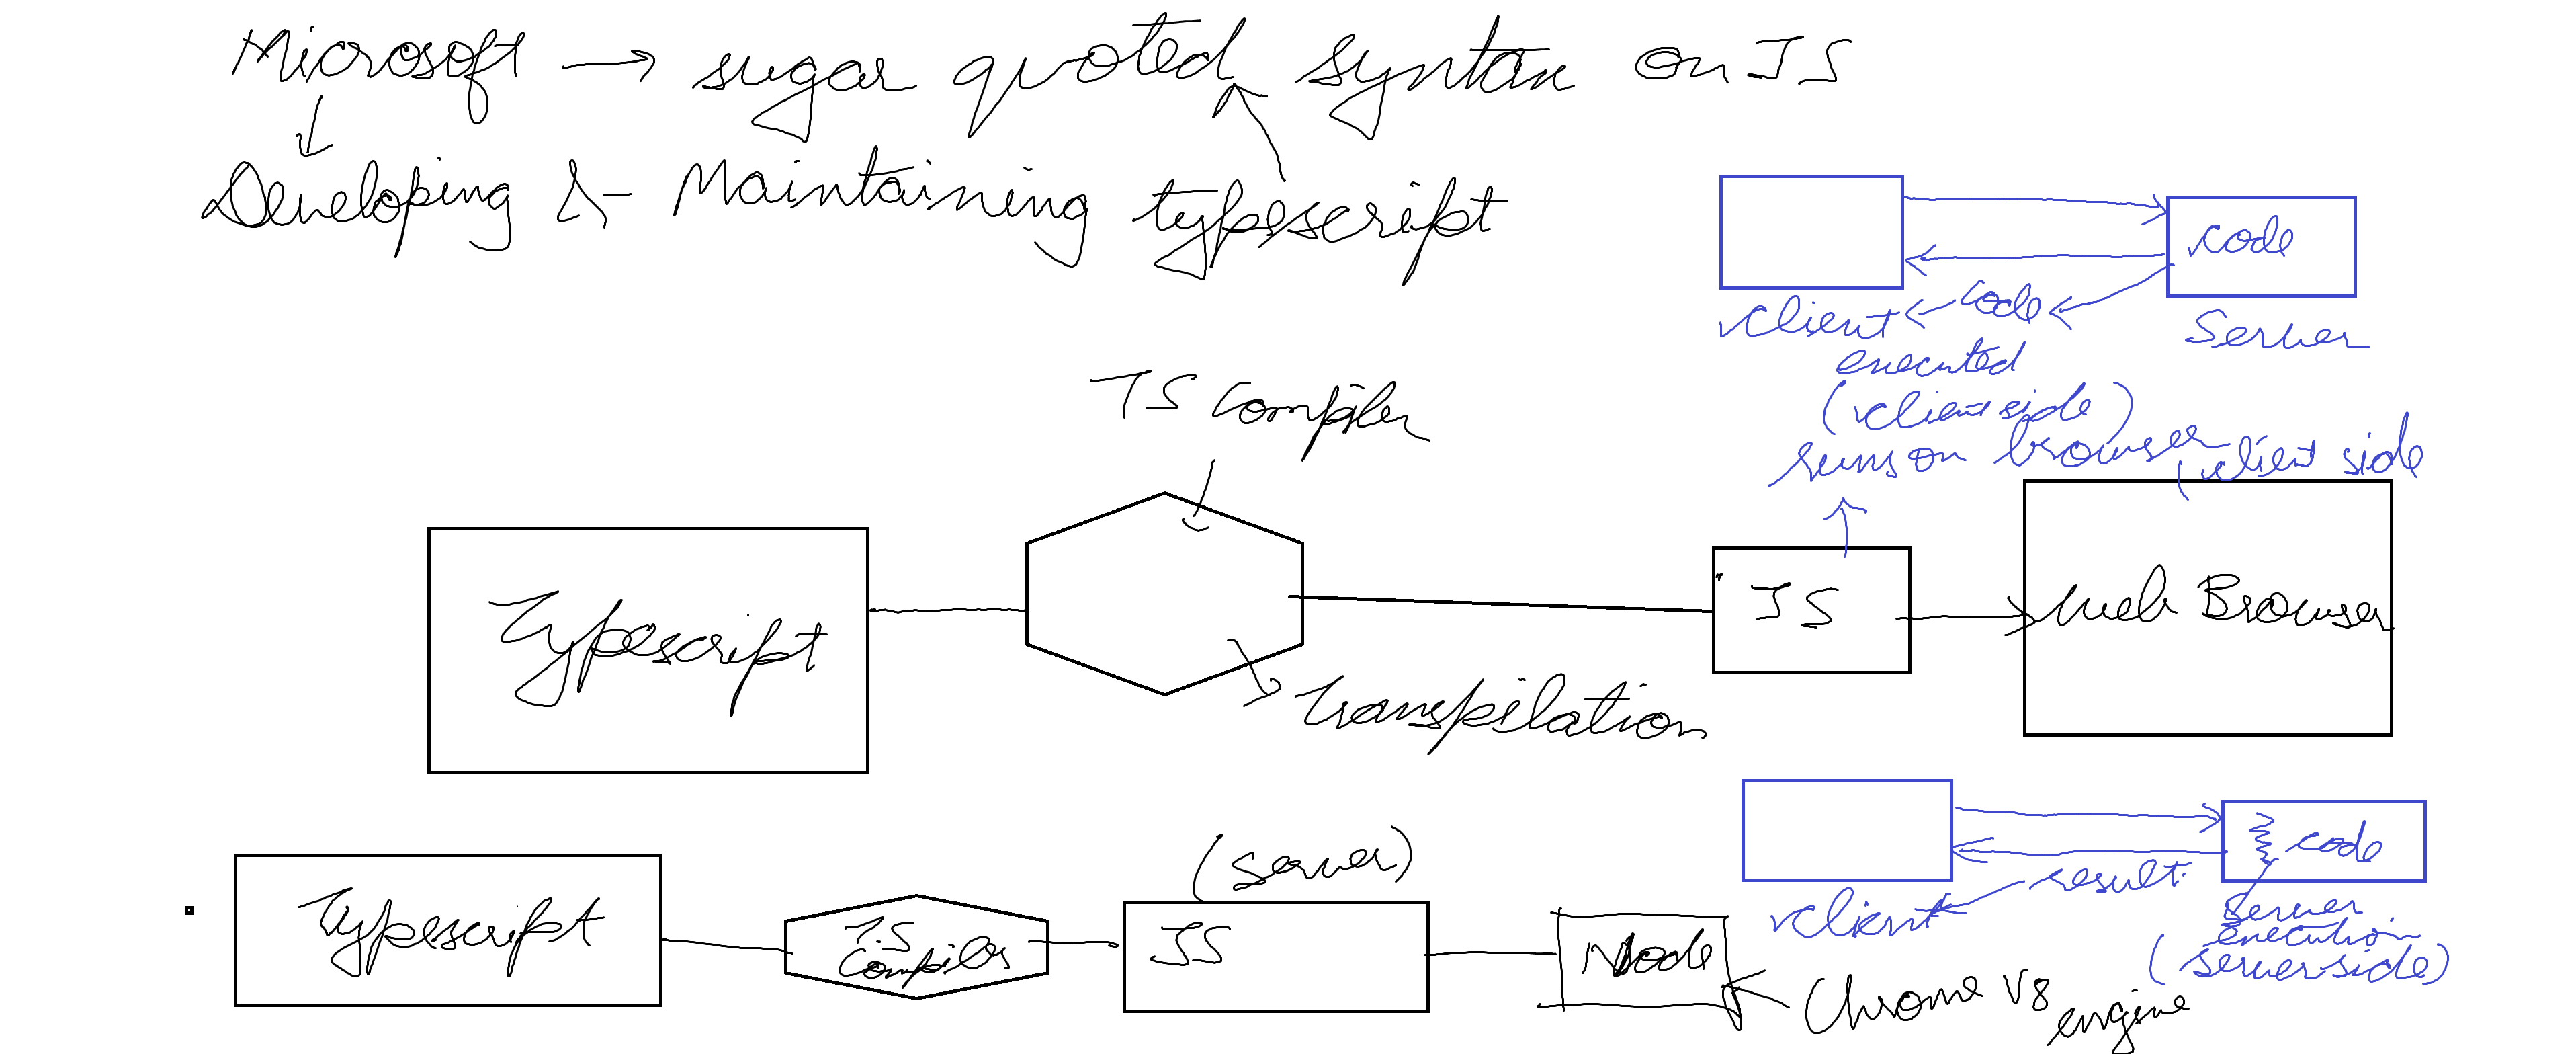 Microsoft → sugar quoted syntax on JS
Developing & Maintaining typescript
code
client ← code ←
Server
executed
(client side)
runs on browser
(client side
TS Compiler
Typescript
JS
Web Browser
transpilation
(server)
Typescript
TS
Compiler
JS
Node
Chrome V8
engine
code
result
client
server
execution
(server side)